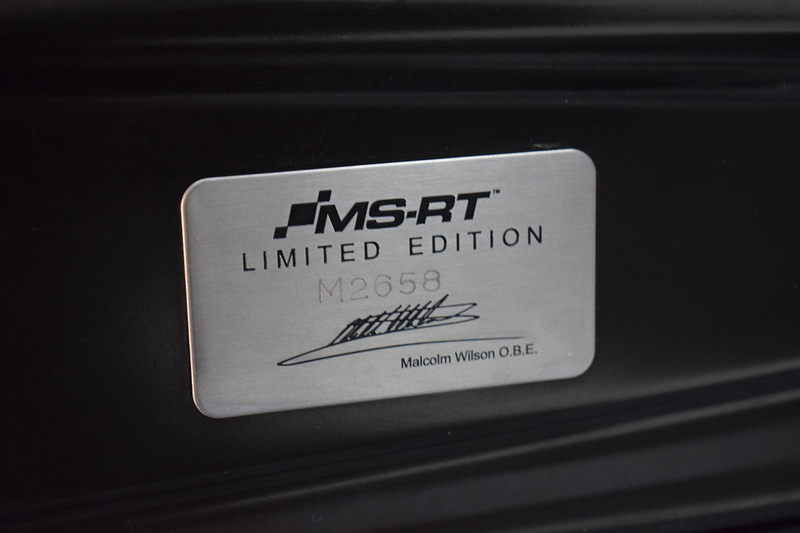 MS-RT™
LIMITED EDITION
M2658
Malcolm Wilson O.B.E.